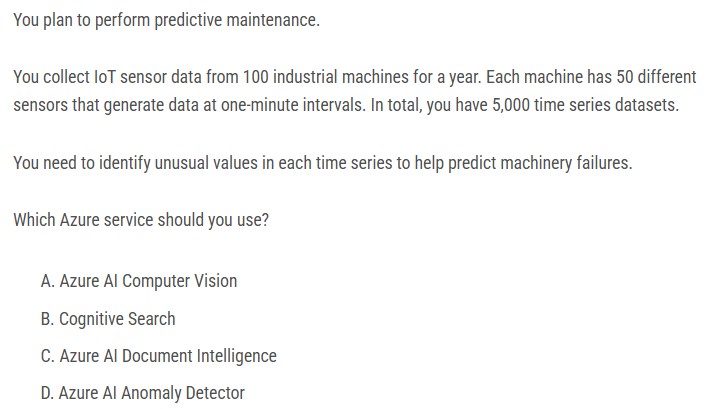 You plan to perform predictive maintenance.
You collect IoT sensor data from 100 industrial machines for a year. Each machine has 50 different
sensors that generate data at one-minute intervals. In total, you have 5,000 time series datasets.
You need to identify unusual values in each time series to help predict machinery failures.
Which Azure service should you use?
A. Azure AI Computer Vision
B. Cognitive Search
C. Azure AI Document Intelligence
D. Azure AI Anomaly Detector